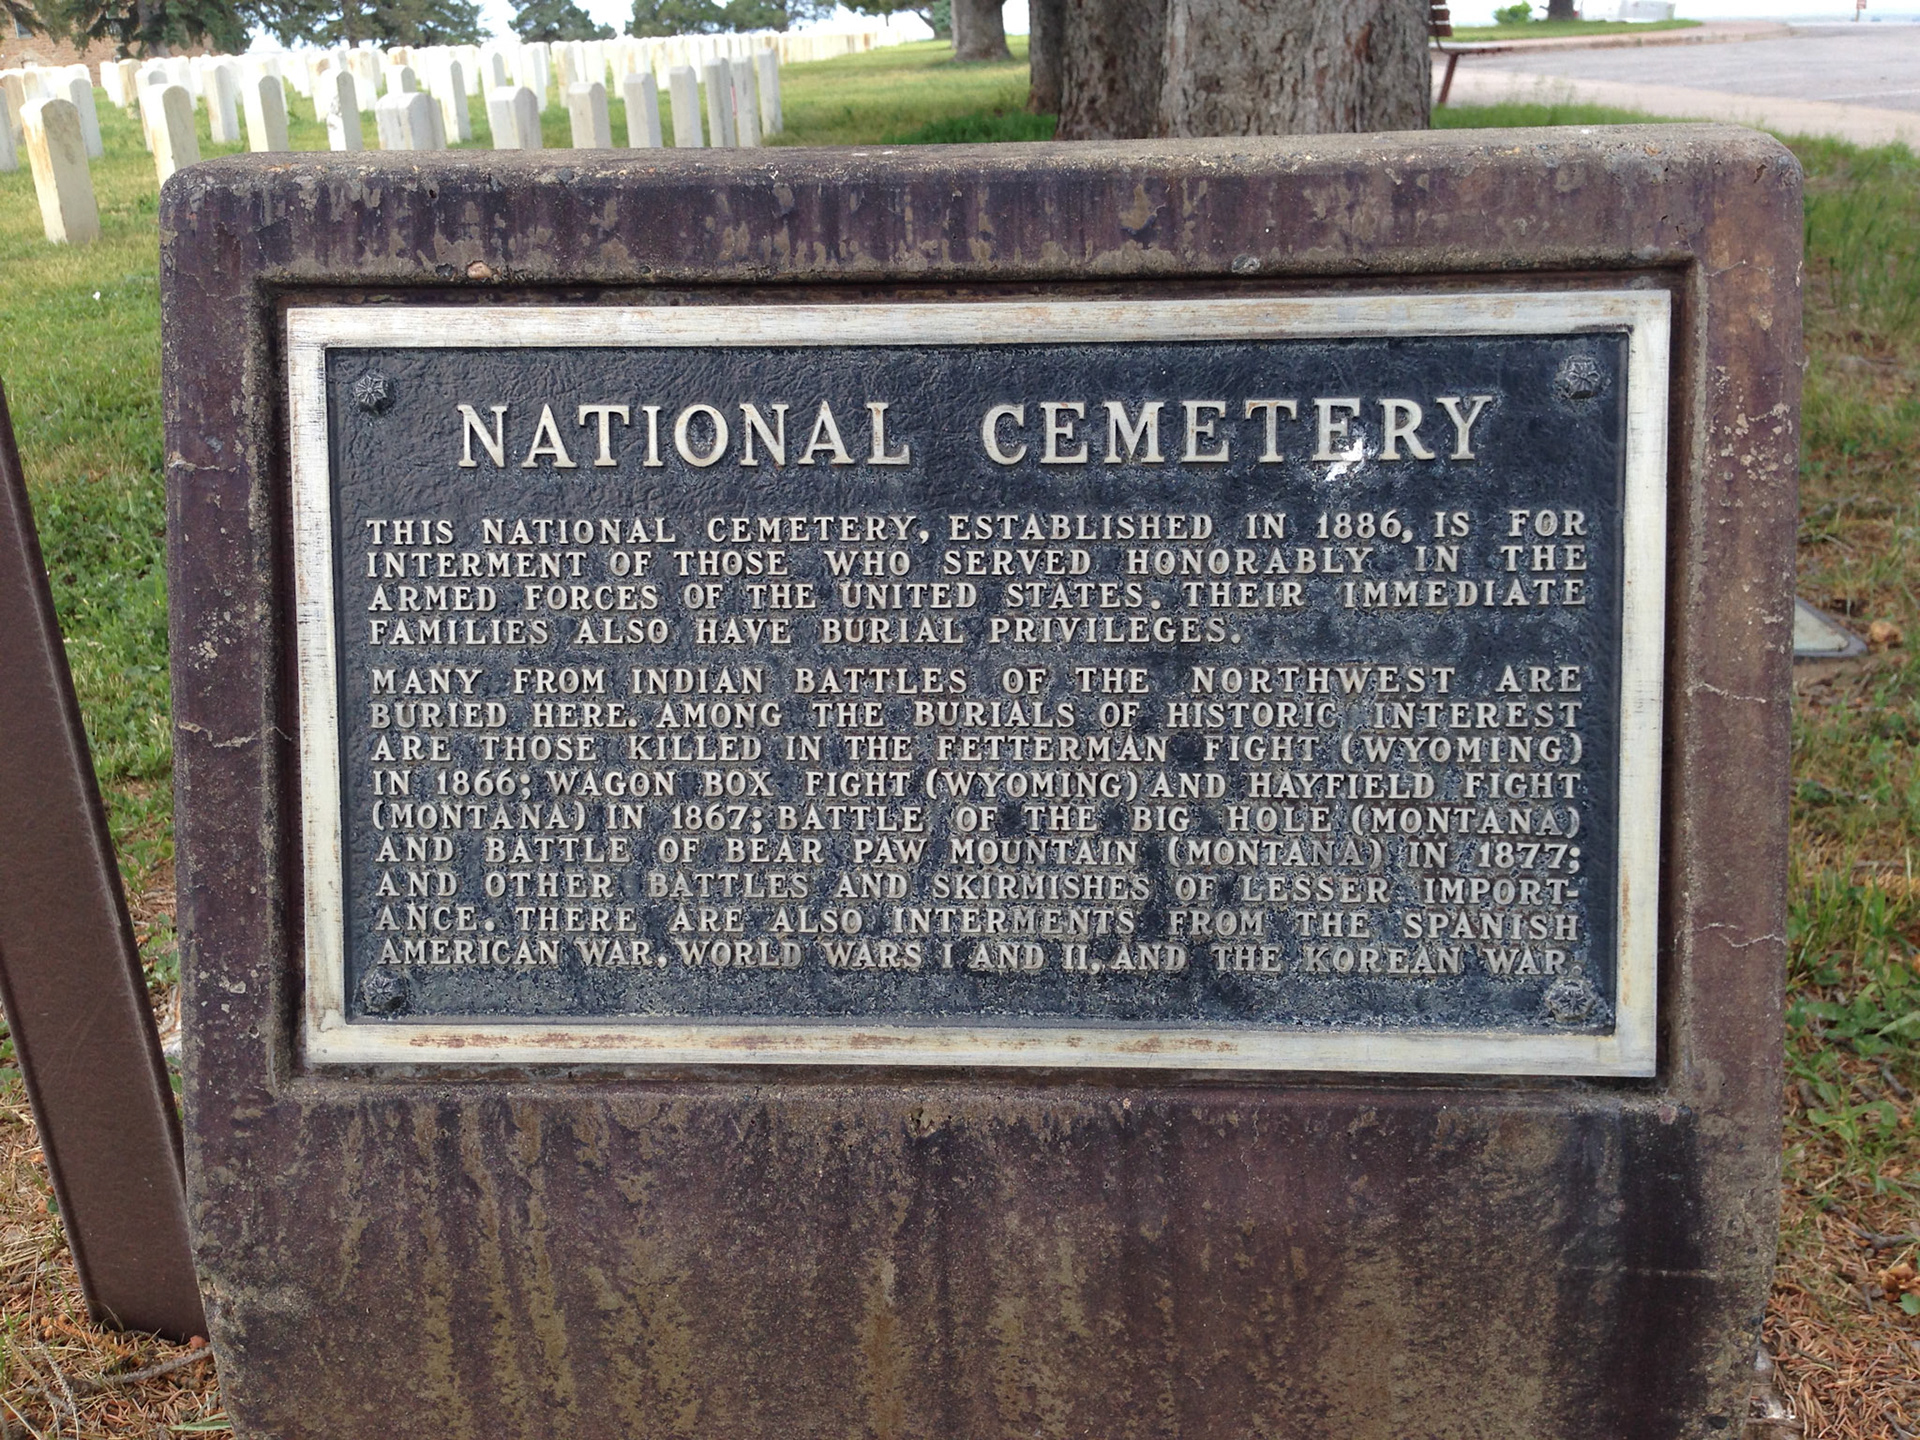 NATIONAL CEMETERY
THIS NATIONAL CEMETERY, ESTABLISHED IN 1886, IS FOR
INTERMENT OF THOSE WHO SERVED HONORABLY IN THE
ARMED FORCES OF THE UNITED STATES. THEIR IMMEDIATE
FAMILIES ALSO HAVE BURIAL PRIVILEGES.
MANY FROM INDIAN BATTLES OF THE NORTHWEST ARE
BURIED HERE. AMONG THE BURIALS OF HISTORIC INTEREST
ARE THOSE KILLED IN THE FETTERMAN FIGHT (WYOMING)
IN 1866; WAGON BOX FIGHT (WYOMING) AND HAYFIELD FIGHT
(MONTANA) IN 1867; BATTLE OF THE BIG HOLE (MONTANA)
AND BATTLE OF BEAR PAW MOUNTAIN (MONTANA) IN 1877;
AND OTHER BATTLES AND SKIRMISHES OF LESSER IMPORT-
ANCE. THERE ARE ALSO INTERMENTS FROM THE SPANISH
AMERICAN WAR, WORLD WARS I AND II, AND THE KOREAN WAR.